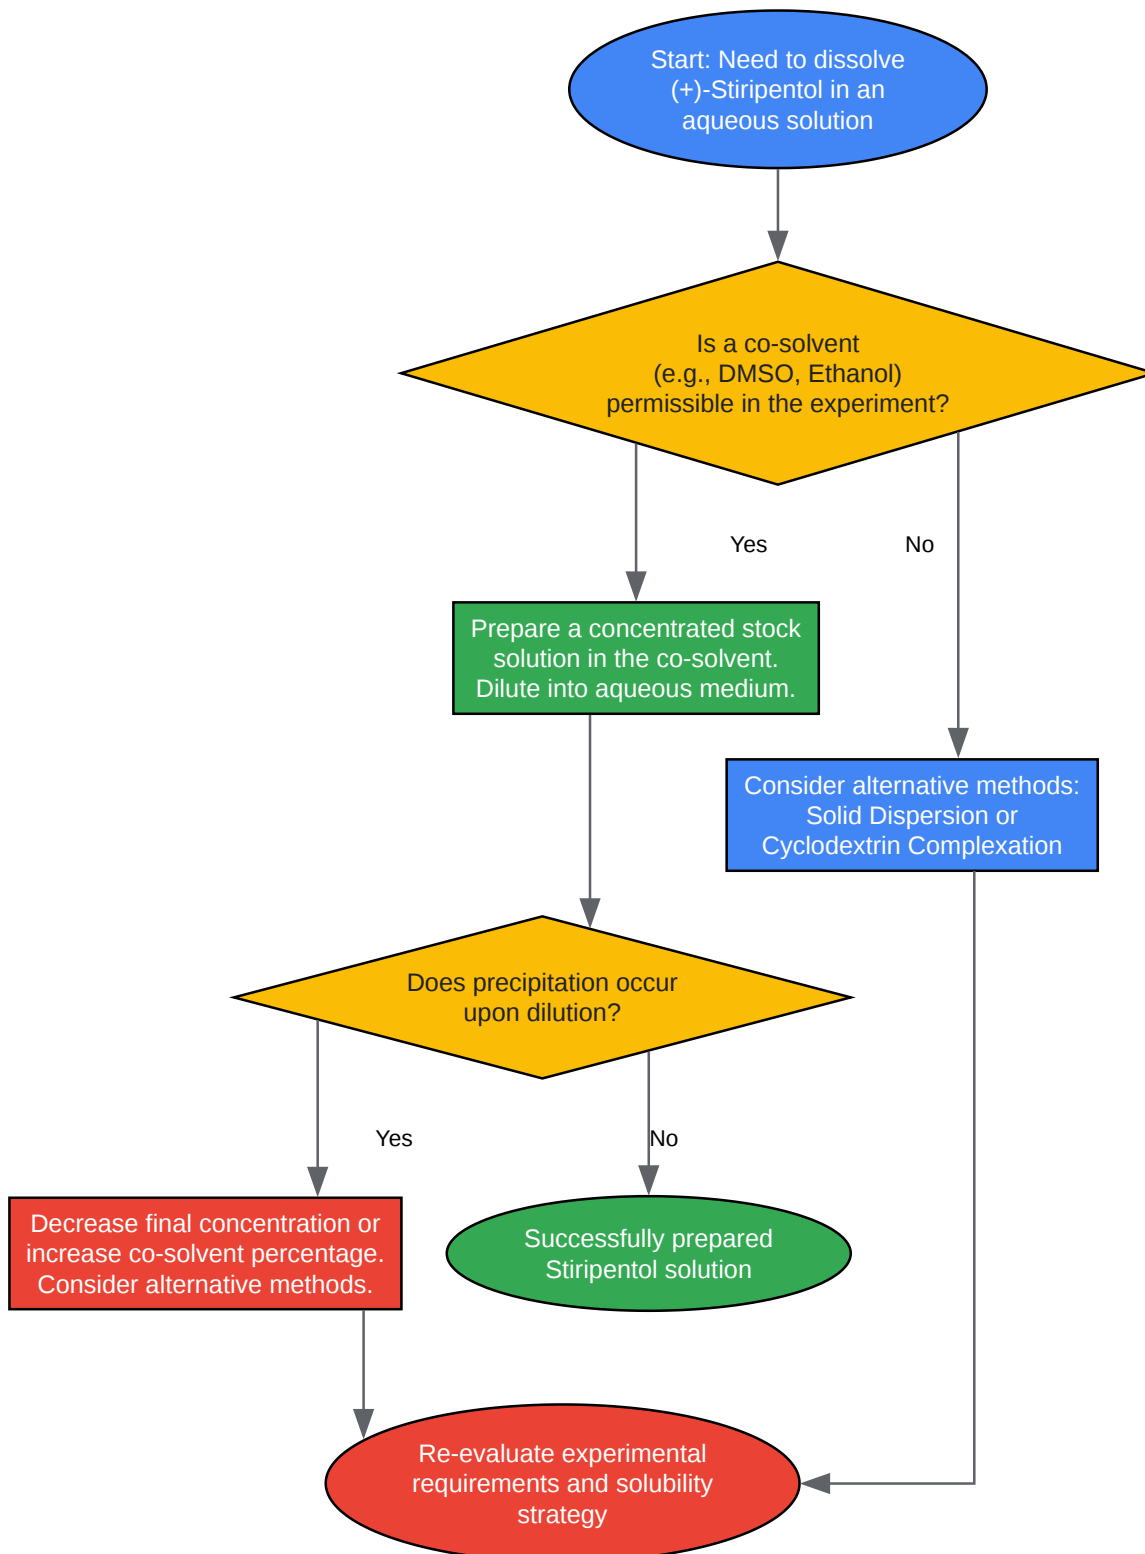 Start: Need to dissolve
(+)-Stiripentol in an
aqueous solution
Is a co-solvent
(e.g., DMSO, Ethanol)
permissible in the experiment?
Yes
No
Prepare a concentrated stock
solution in the co-solvent.
Dilute into aqueous medium.
Consider alternative methods:
Solid Dispersion or
Cyclodextrin Complexation
Does precipitation occur
upon dilution?
Yes
No
Decrease final concentration or
increase co-solvent percentage.
Consider alternative methods.
Successfully prepared
Stiripentol solution
Re-evaluate experimental
requirements and solubility
strategy